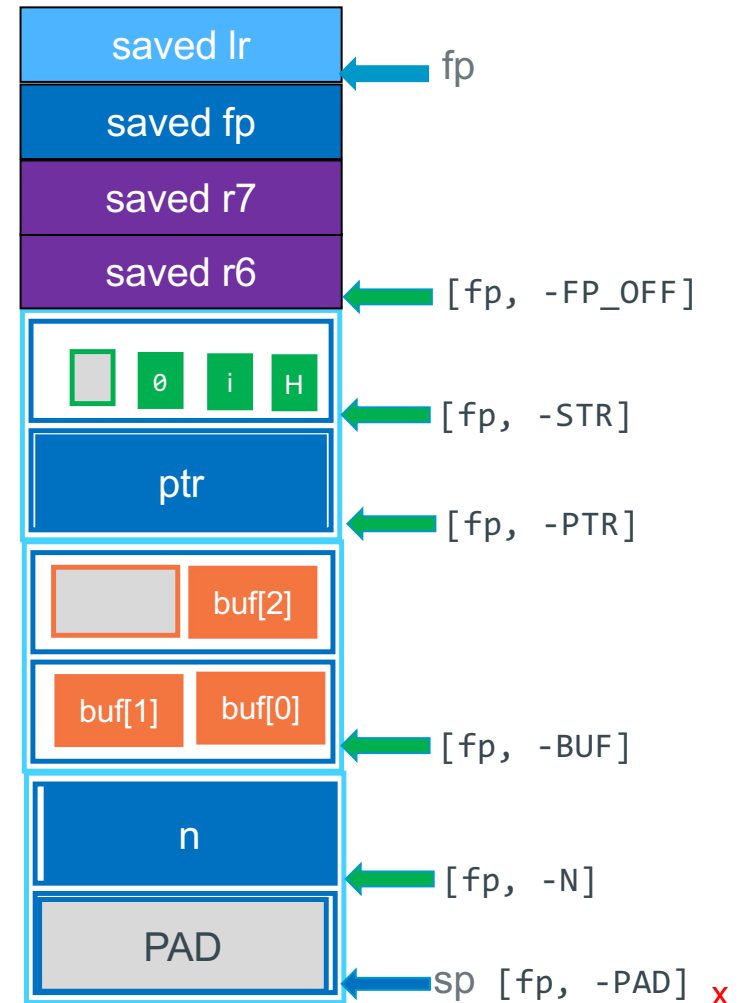 saved lr
fp
saved fp
saved r7
saved r6
[fp, -FP_OFF]
0 i H
[fp, -STR]
ptr
[fp, -PTR]
buf[2]
buf[1] buf[0]
[fp, -BUF]
n
[fp, -N]
PAD
sp [fp, -PAD] x